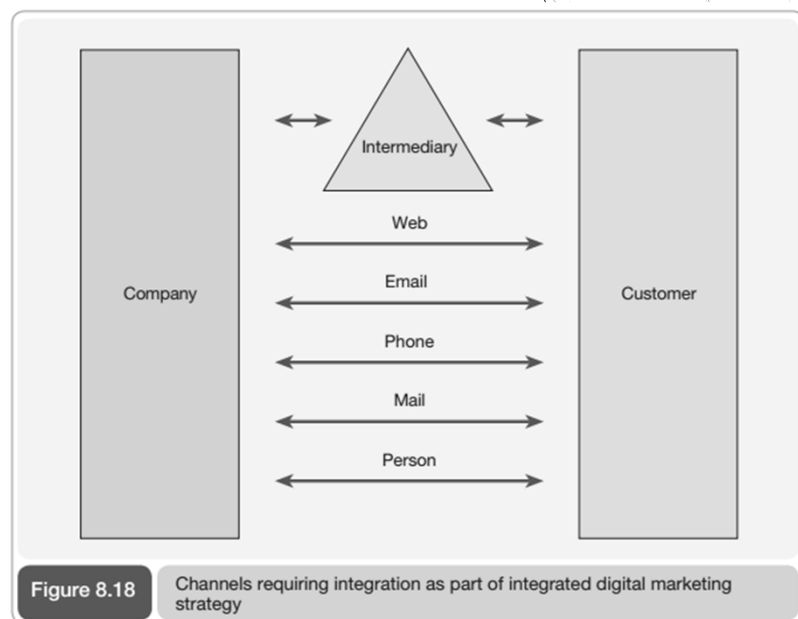 Intermediary
Web
Email
Company
Customer
Phone
Mail
Person
Figure 8.18
Channels requiring integration as part of integrated digital marketing
strategy